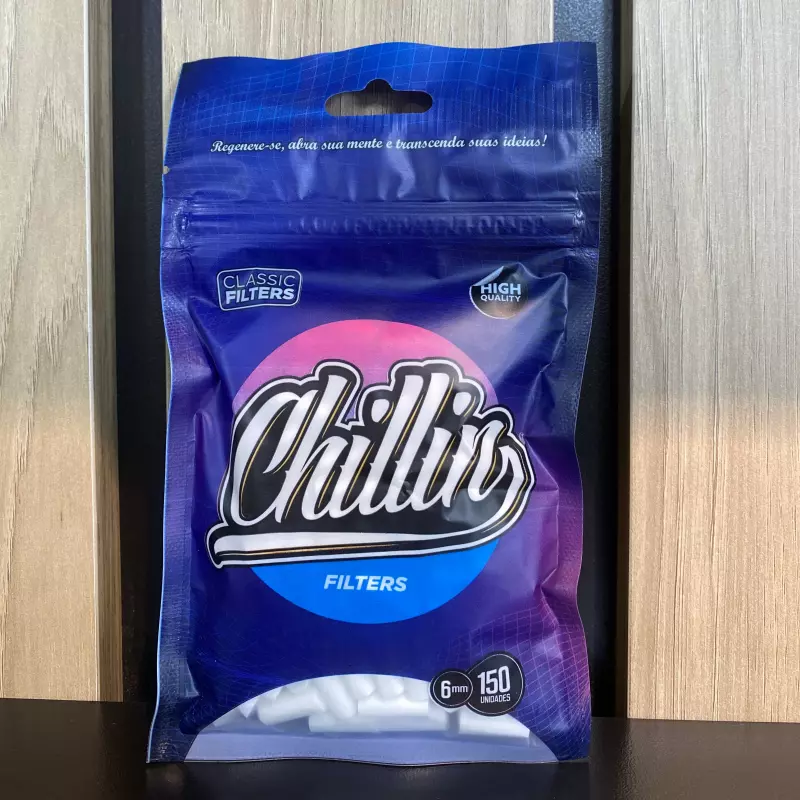 Regenere-se, abra sua mente e transcenda suas ideias!
CLASSIC
FILTERS
HIGH
QUALITY
Chillin
FILTERS
6mm
150
UNIDADES